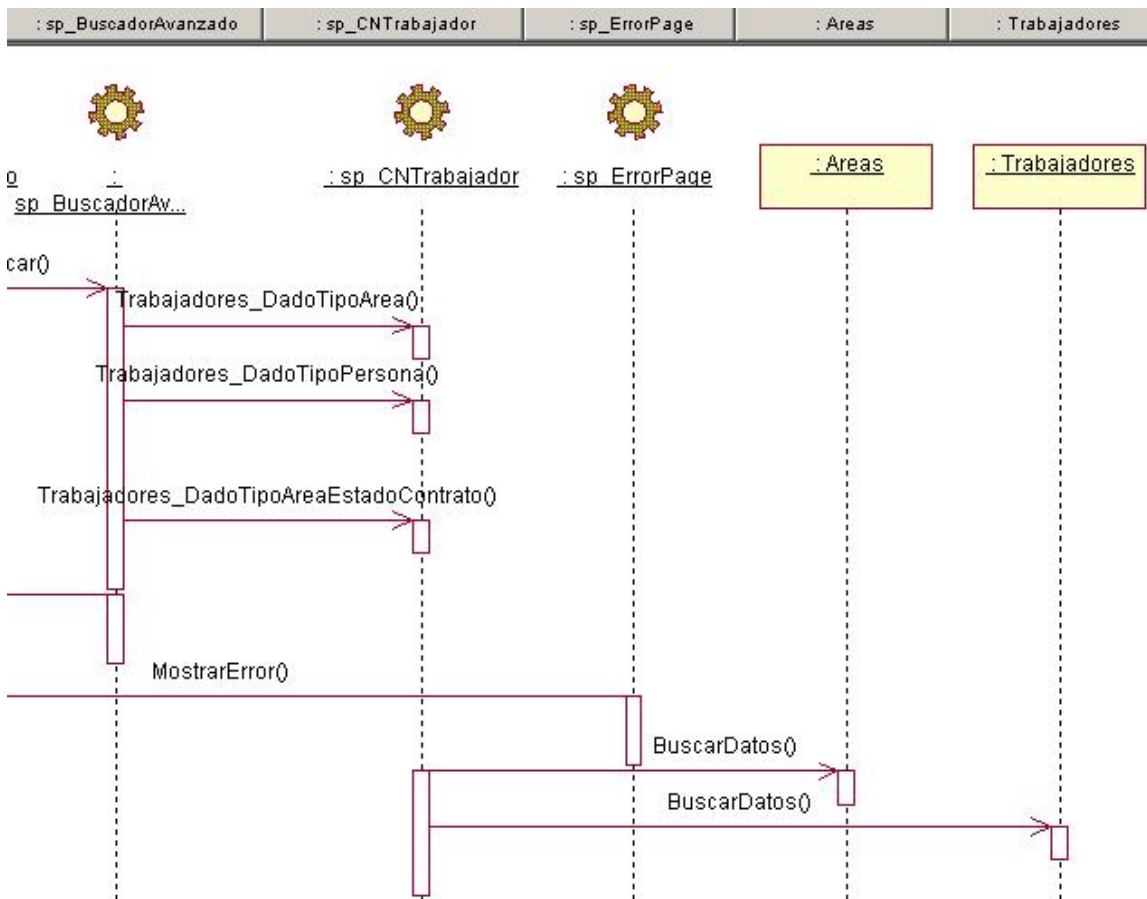 : sp_BuscadorAvanzado
: sp_CNTrabajador
: sp_ErrorPage
: Areas
: Trabajadores
o
:
sp_BuscadorAv...
: sp_CNTrabajador
: sp_ErrorPage
: Areas
: Trabajadores
car()
Trabajadores_DadoTipoArea()
Trabajadores_DadoTipoPersona()
Trabajadores_DadoTipoAreaEstadoContrato()
MostrarError()
BuscarDatos()
BuscarDatos()